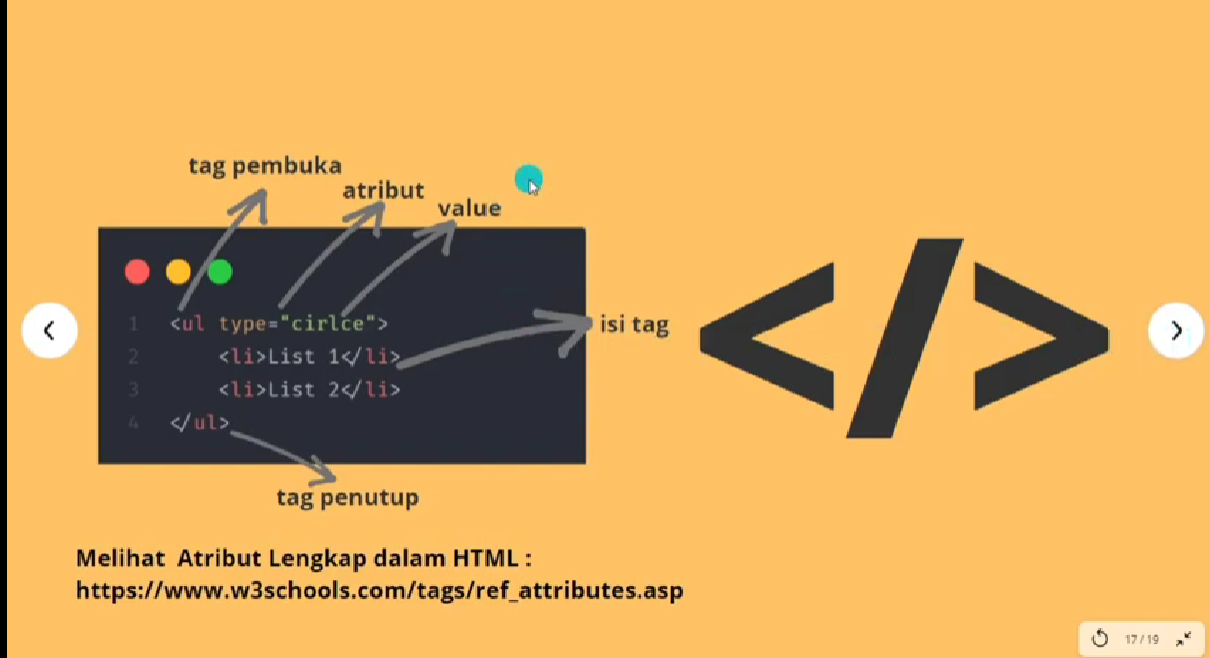 tag pembuka
atribut
value
1 <ul type="cirlce">
isi tag
2 <li>List 1</li>
3 <li>List 2</li>
4 </ul>
tag penutup
</>
Melihat Atribut Lengkap dalam HTML :
https://www.w3schools.com/tags/ref_attributes.asp
17 / 19